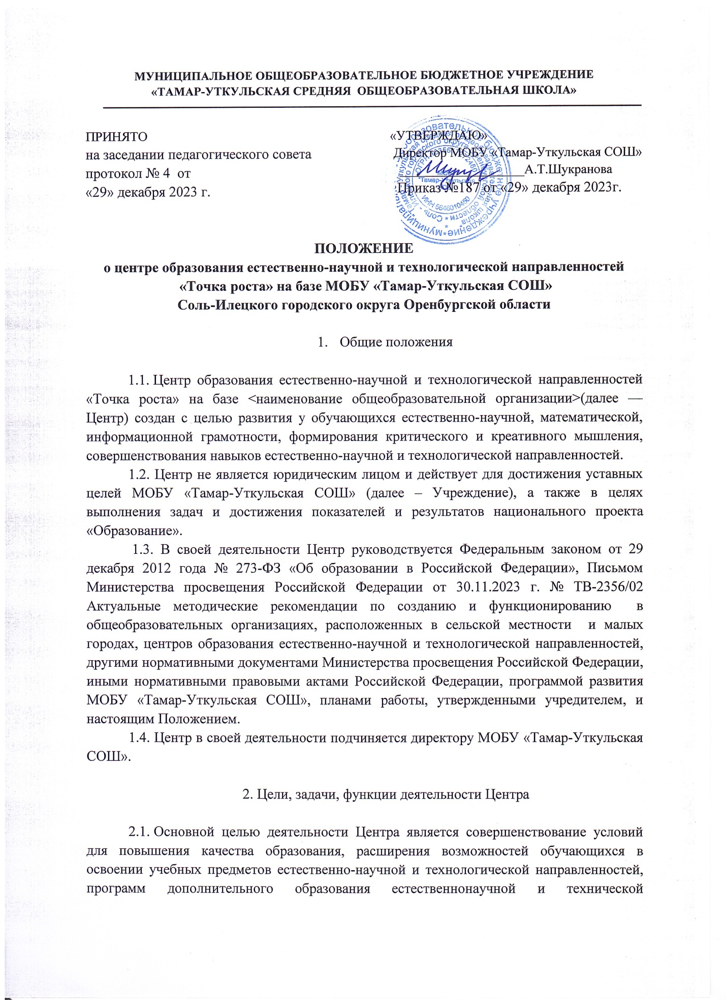 МУНИЦИПАЛЬНОЕ ОБЩЕОБРАЗОВАТЕЛЬНОЕ БЮДЖЕТНОЕ УЧРЕЖДЕНИЕ
«ТАМАР-УТКУЛЬСКАЯ СРЕДНЯЯ ОБЩЕОБРАЗОВАТЕЛЬНАЯ ШКОЛА»
ПРИНЯТО
на заседании педагогического совета
протокол № 4 от
«29» декабря 2023 г.
«УТВЕРЖДАЮ»
Директор МОБУ «Тамар-Уткульская СОШ»
А.Т.Шукранова
Приказ №187 от «29» декабря 2023г.
ИНН 5646010450
ПОЛОЖЕНИЕ
о центре образования естественно-научной и технологической направленностей
«Точка роста» на базе МОБУ «Тамар-Уткульская СОШ»
Соль-Илецкого городского округа Оренбургской области
1. Общие положения
1.1. Центр образования естественно-научной и технологической направленностей
«Точка роста» на базе <наименование общеобразовательной организации>(далее —
Центр) создан с целью развития у обучающихся естественно-научной, математической,
информационной грамотности, формирования критического и креативного мышления,
совершенствования навыков естественно-научной и технологической направленностей.
1.2. Центр не является юридическим лицом и действует для достижения уставных
целей МОБУ «Тамар-Уткульская СОШ» (далее – Учреждение), а также в целях
выполнения задач и достижения показателей и результатов национального проекта
«Образование».
1.3. В своей деятельности Центр руководствуется Федеральным законом от 29
декабря 2012 года № 273-ФЗ «Об образовании в Российской Федерации», Письмом
Министерства просвещения Российской Федерации от 30.11.2023 г. № ТВ-2356/02
Актуальные методические рекомендации по созданию и функционированию в
общеобразовательных организациях, расположенных в сельской местности и малых
городах, центров образования естественно-научной и технологической направленностей,
другими нормативными документами Министерства просвещения Российской Федерации,
иными нормативными правовыми актами Российской Федерации, программой развития
МОБУ «Тамар-Уткульская СОШ», планами работы, утвержденными учредителем, и
настоящим Положением.
1.4. Центр в своей деятельности подчиняется директору МОБУ «Тамар-Уткульская
СОШ».
2. Цели, задачи, функции деятельности Центра
2.1. Основной целью деятельности Центра является совершенствование условий
для повышения качества образования, расширения возможностей обучающихся в
освоении учебных предметов естественно-научной и технологической направленностей,
программ дополнительного образования естественнонаучной и технической